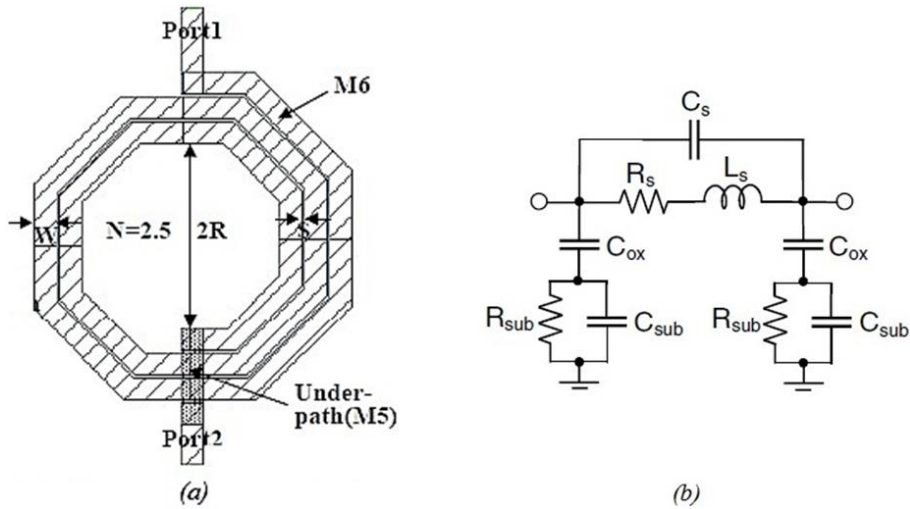 Port1
M6
W
N=2.5
2R
S
Under-
path(M5)
Port2
(a)
Cs
Rs
Ls
Cox
Cox
Rsub
Csub
Rsub
Csub
(b)